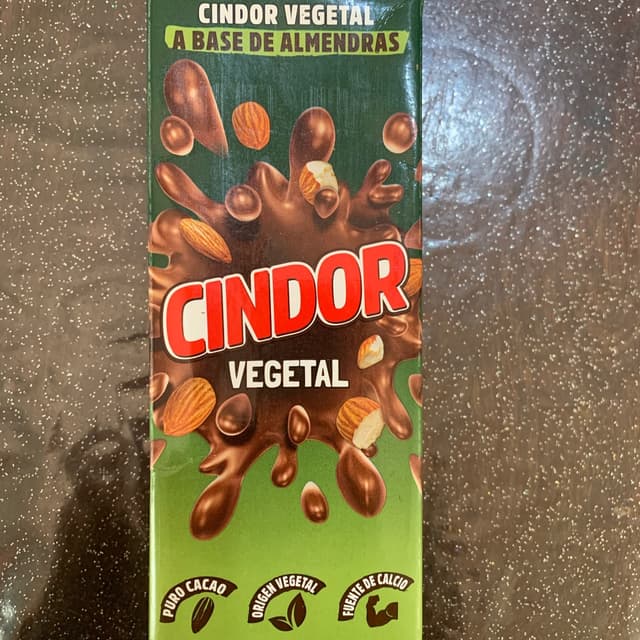 CINDOR VEGETAL
A BASE DE ALMENDRAS
CINDOR
VEGETAL
PURO CACAO
ORIGEN VEGETAL
FUENTE DE CALCIO